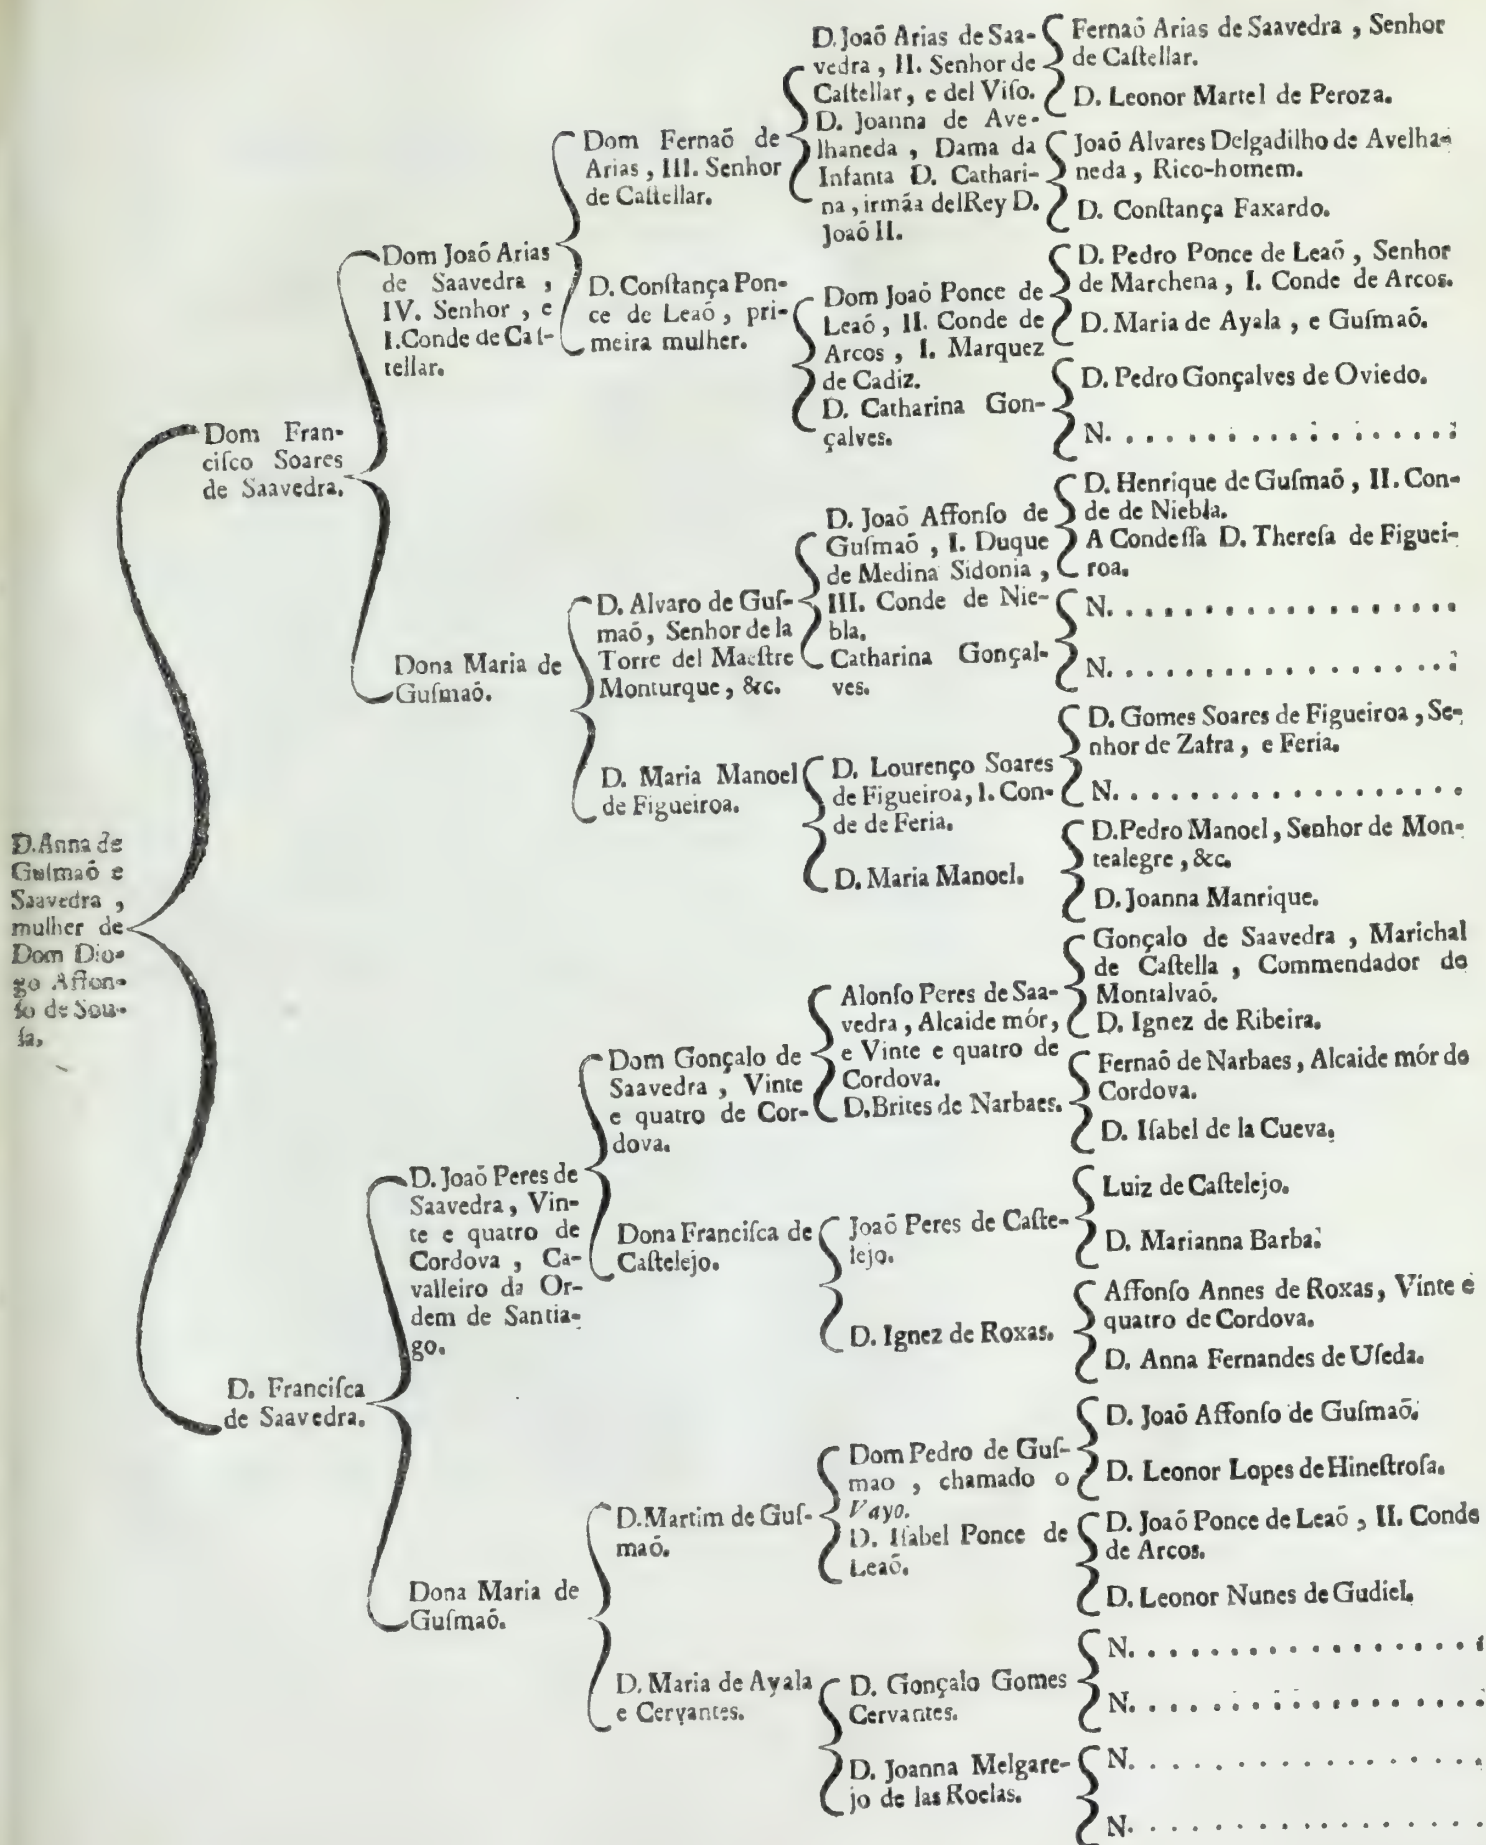 D. Anna de
Guſmaõ e
Saavedra ,
mulher de
Dom Dio-
go Affon-
ſo de Sou-
ſa,
Dom Fran-
ciſco Soares
de Saavedra.
D. Franciſca
de Saavedra.
Dom Joaõ Arias
de Saavedra ,
IV. Senhor , e
I. Conde de Caſ-
tellar.
Dona Maria de
Guſmaõ.
D. Joaõ Peres de
Saavedra , Vin-
te e quatro de
Cordova , Ca-
valleiro da Or-
dem de Santia-
go.
Dona Maria de
Guſmaõ.
Dom Fernaõ de
Arias , III. Senhor
de Caſtellar.
D. Conſtança Pon-
ce de Leaõ , pri-
meira mulher.
D. Alvaro de Guſ-
maõ , Senhor de la
Torre del Maeſtre
Monturque , &c.
D. Maria Manoel
de Figueiroa.
Dom Gonçalo de
Saavedra , Vinte
e quatro de Cor-
dova.
Dona Franciſca de
Caſtelejo.
D. Martim de Guſ-
maõ.
D. Maria de Ayala
e Cervantes.
D. Joaõ Arias de Saa-
vedra , II. Senhor de
Caſtellar , e del Viſo.
D. Joanna de Ave-
lhaneda , Dama da
Infanta D. Cathari-
na , irmãa delRey D.
Joaõ II.
Dom Joaõ Ponce de
Leaõ , II. Conde de
Arcos , I. Marquez
de Cadiz.
D. Catharina Gon-
çalves.
D. Joaõ Affonſo de
Guſmaõ , I. Duque
de Medina Sidonia ,
III. Conde de Nie-
bla.
Catharina Gonçal-
ves.
D. Lourenço Soares
de Figueiroa, I. Con-
de de Feria.
D. Maria Manoel.
Alonſo Peres de Saa-
vedra , Alcaide mór,
e Vinte e quatro de
Cordova.
D. Brites de Narbaes.
Joaõ Peres de Caſte-
lejo.
D. Ignez de Roxas.
Dom Pedro de Guſ-
mao , chamado o
Vayo.
D. Iſabel Ponce de
Leaõ.
D. Gonçalo Gomes
Cervantes.
D. Joanna Melgare-
jo de las Roelas.
Fernaõ Arias de Saavedra , Senhor
de Caſtellar.
D. Leonor Martel de Peroza.
Joaõ Alvares Delgadilho de Avelha-
neda , Rico-homem.
D. Conſtança Faxardo.
D. Pedro Ponce de Leaõ , Senhor
de Marchena , I. Conde de Arcos.
D. Maria de Ayala , e Guſmaõ.
D. Pedro Gonçalves de Oviedo.
N. . . . . . . . . . . . . . . . . .
D. Henrique de Guſmaõ , II. Con-
de de Niebla.
A Condeſſa D. Thereſa de Figuei-
roa.
N. . . . . . . . . . . . . . . . . .
N. . . . . . . . . . . . . . . . . .
D. Gomes Soares de Figueiroa , Se-
nhor de Zafra , e Feria.
N. . . . . . . . . . . . . . . . . .
D. Pedro Manoel , Senhor de Mon-
tealegre , &c.
D. Joanna Manrique.
Gonçalo de Saavedra , Marichal
de Caſtella , Commendador de
Montalvaõ.
D. Ignez de Ribeira.
Fernaõ de Narbaes , Alcaide mór de
Cordova.
D. Iſabel de la Cueva.
Luiz de Caſtelejo.
D. Marianna Barba.
Affonſo Annes de Roxas, Vinte e
quatro de Cordova.
D. Anna Fernandes de Uſeda.
D. Joaõ Affonſo de Guſmaõ.
D. Leonor Lopes de Hineſtroſa.
D. Joaõ Ponce de Leaõ , II. Conde
de Arcos.
D. Leonor Nunes de Gudiel.
N. . . . . . . . . . . . . . . . . .
N. . . . . . . . . . . . . . . . . .
N. . . . . . . . . . . . . . . . . .
N. . . . . . . . . . . . . . . . . .